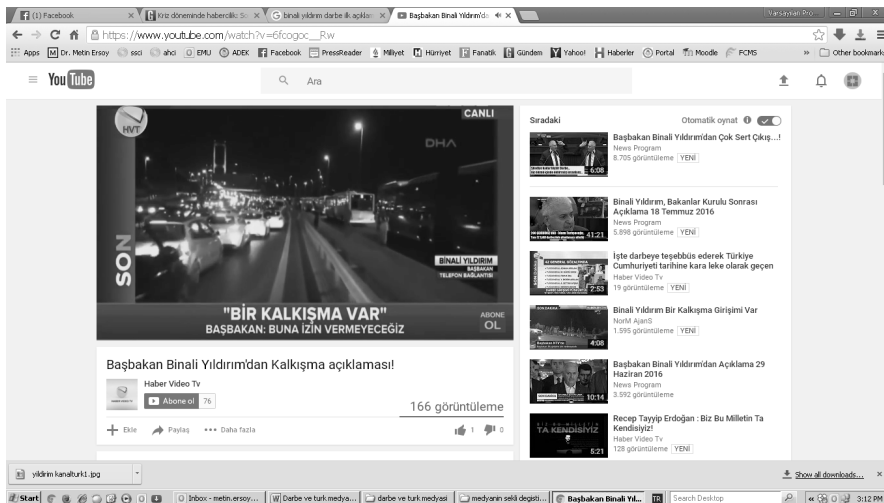 (1) Facebook
Kriz döneminde habercilik: So
binali yıldırım darbe ilk açıklan
Başbakan Binali Yıldırım'da
Varsayılan Pro...
https://www.youtube.com/watch?v=6fcogoc__Rw
Apps
Dr. Metin Ersoy
ssci
ahci
EMU
ADEK
Facebook
PressReader
Milliyet
Hürriyet
Fanatik
Gündem
Yahoo!
Haberler
Portal
Moodle
FCMS
»
Other bookmark
YouTube
Ara
HVT
CANLI
DHA
SON
BİNALİ YILDIRIM
BAŞBAKAN
TELEFON BAĞLANTISI
"BİR KALKIŞMA VAR"
BAŞBAKAN: BUNA İZİN VERMEYECEĞİZ
ABONE
OL
Başbakan Binali Yıldırım'dan Kalkışma açıklaması!
Haber Video Tv
Abone ol 76
166 görüntüleme
Ekle
Paylaş
Daha fazla
1
0
Sıradaki
Otomatik oynat
Başbakan Binali Yıldırım'dan Çok Sert Çıkış...!
News Program
8.705 görüntüleme YENİ
6:08
Binali Yıldırım, Bakanlar Kurulu Sonrası
Açıklama 18 Temmuz 2016
News Program
5.898 görüntüleme YENİ
41:21
İşte darbeye teşebbüs ederek Türkiye
Cumhuriyeti tarihine kara leke olarak geçen
Haber Video Tv
19 görüntüleme YENİ
2:53
Binali Yıldırım Bir Kalkışma Girişimi Var
NorM AjanS
1.595 görüntüleme YENİ
4:08
Başbakan Binali Yıldırım'dan Açıklama 29
Haziran 2016
News Program
3.592 görüntüleme
10:14
BİZ BU MİLLETİN
TA KENDİSİYİZ
Recep Tayyip Erdoğan : Biz Bu Milletin Ta
Kendisiyiz!
Haber Video Tv
128 görüntüleme YENİ
5:21
yildirim kanalturk1.jpg
Show all downloads...
Start
Inbox - metin.ersoy...
Darbe ve turk medya...
darbe ve turk medyasi
medyanin sekli degisti...
Başbakan Binali Yıl...
TR
Search Desktop
3:12 PM